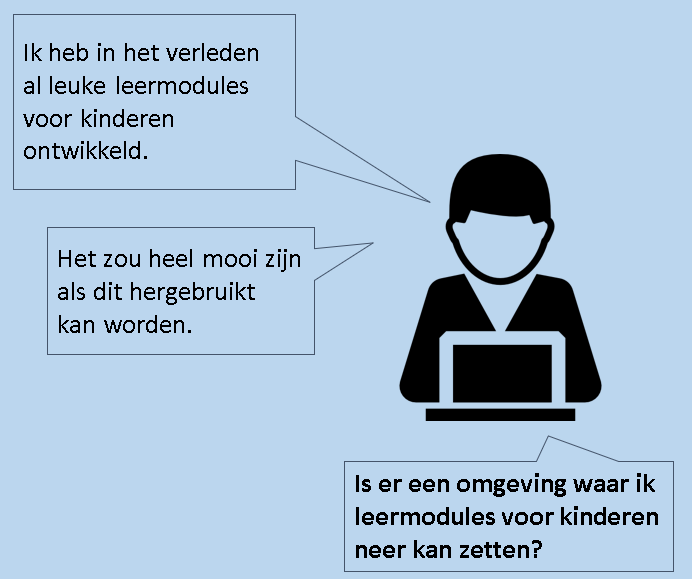 Ik heb in het verleden
al leuke leermodules
voor kinderen
ontwikkeld.
Het zou heel mooi zijn
als dit hergebruikt
kan worden.
Is er een omgeving waar ik
leermodules voor kinderen
neer kan zetten?